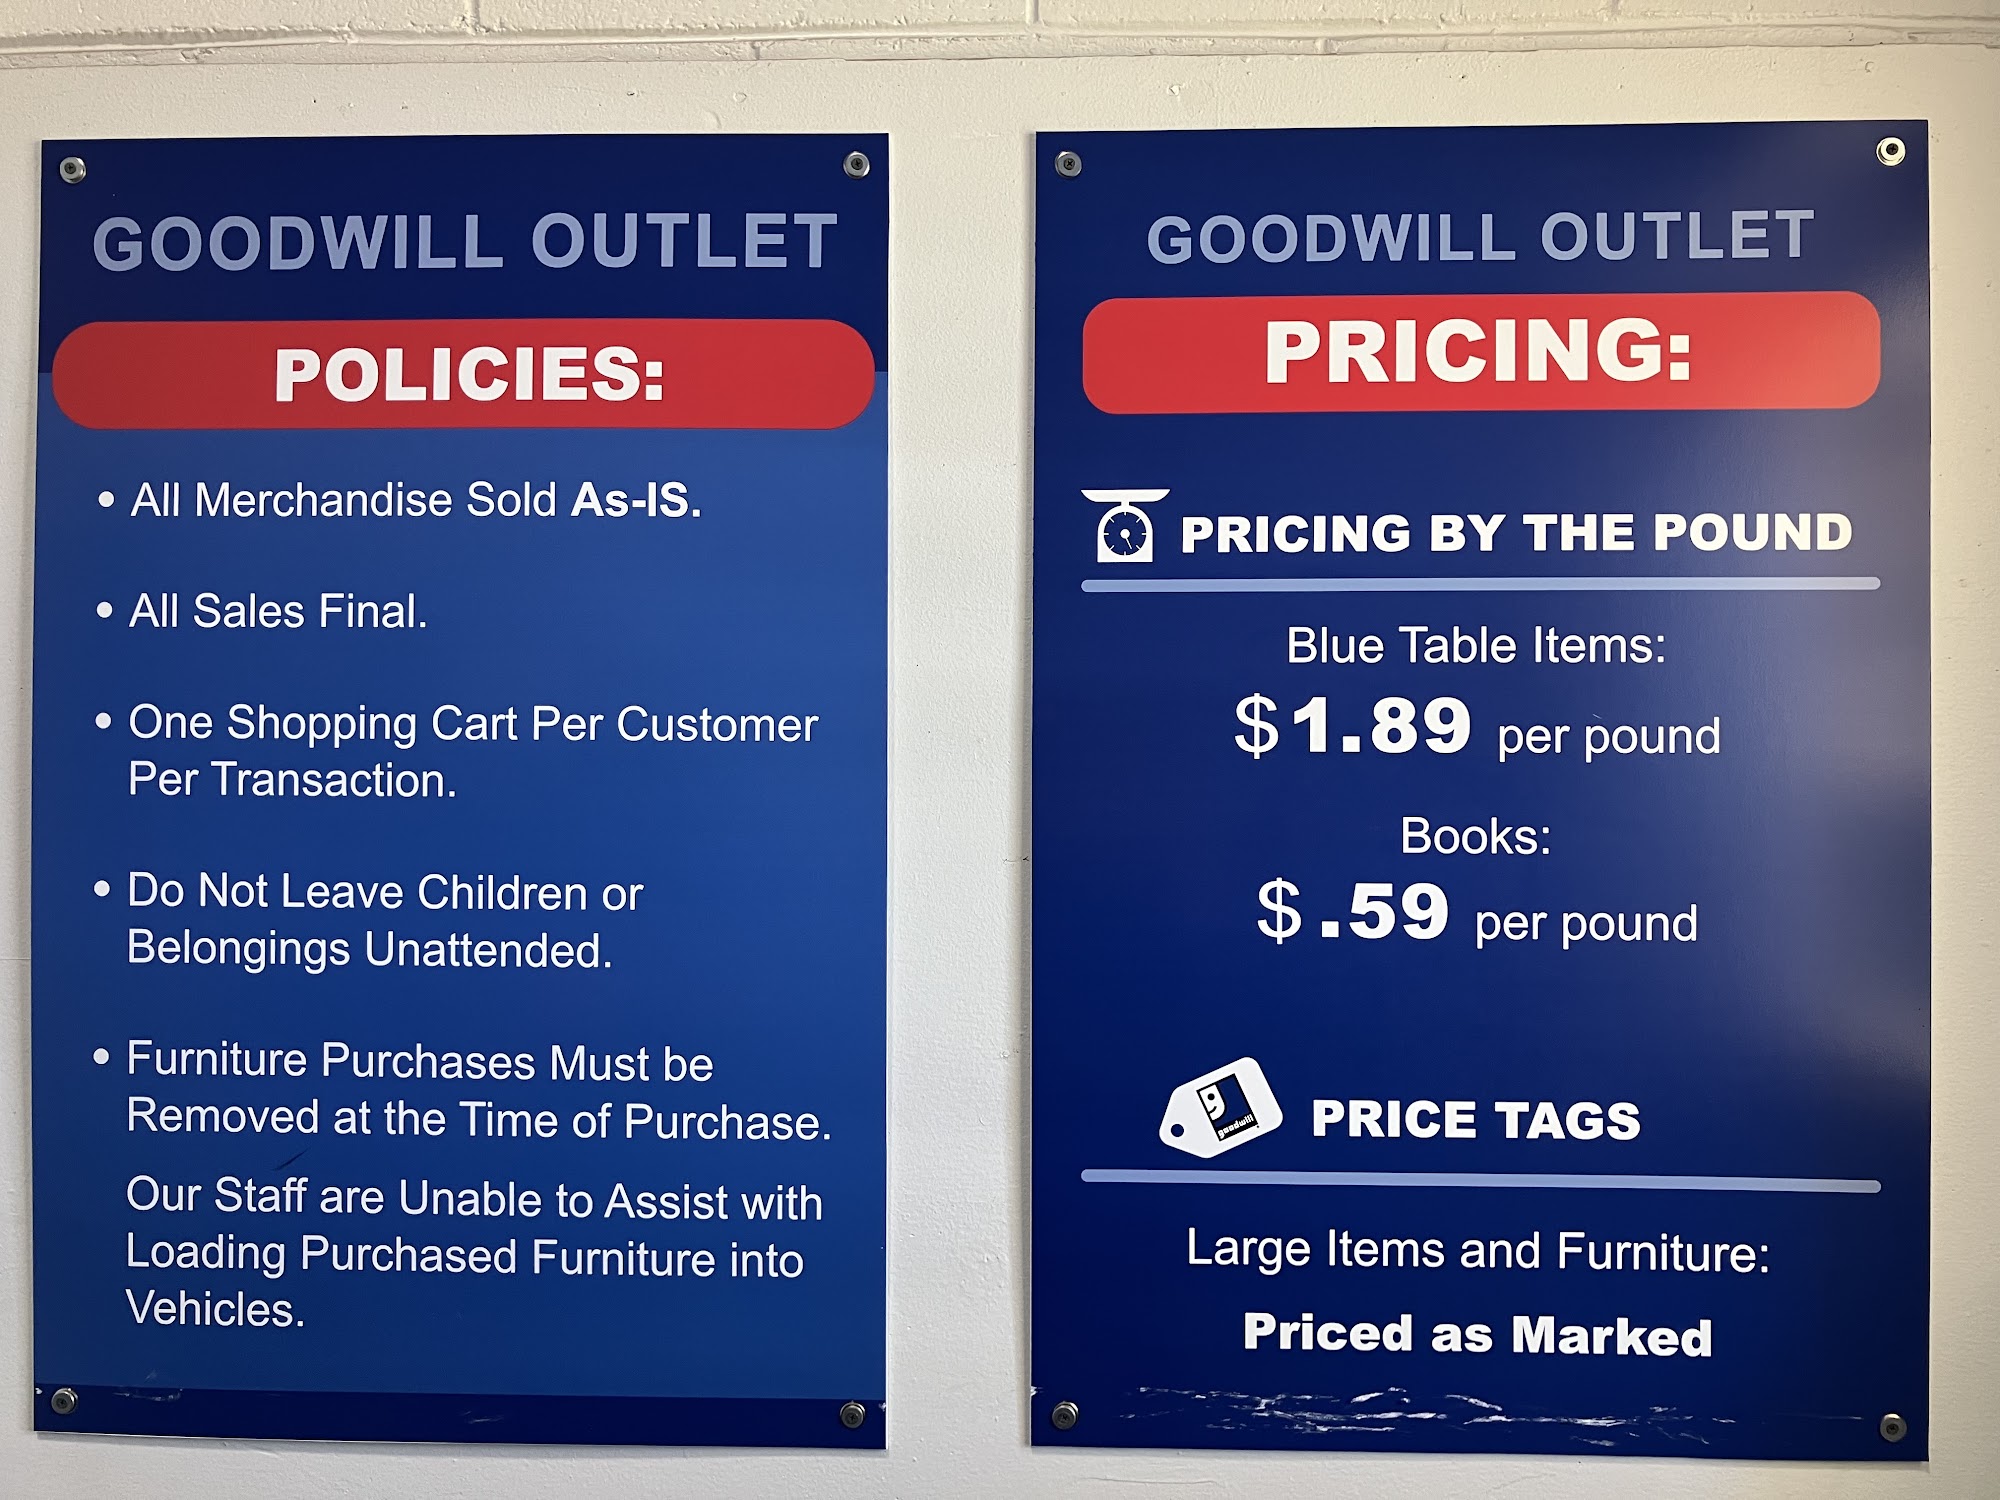 GOODWILL OUTLET
POLICIES:
• All Merchandise Sold As-IS.
• All Sales Final.
• One Shopping Cart Per Customer
Per Transaction.
• Do Not Leave Children or
Belongings Unattended.
• Furniture Purchases Must be
Removed at the Time of Purchase.
Our Staff are Unable to Assist with
Loading Purchased Furniture into
Vehicles.
GOODWILL OUTLET
PRICING:
PRICING BY THE POUND
Blue Table Items:
$1.89 per pound
Books:
$.59 per pound
goodwill
PRICE TAGS
Large Items and Furniture:
Priced as Marked